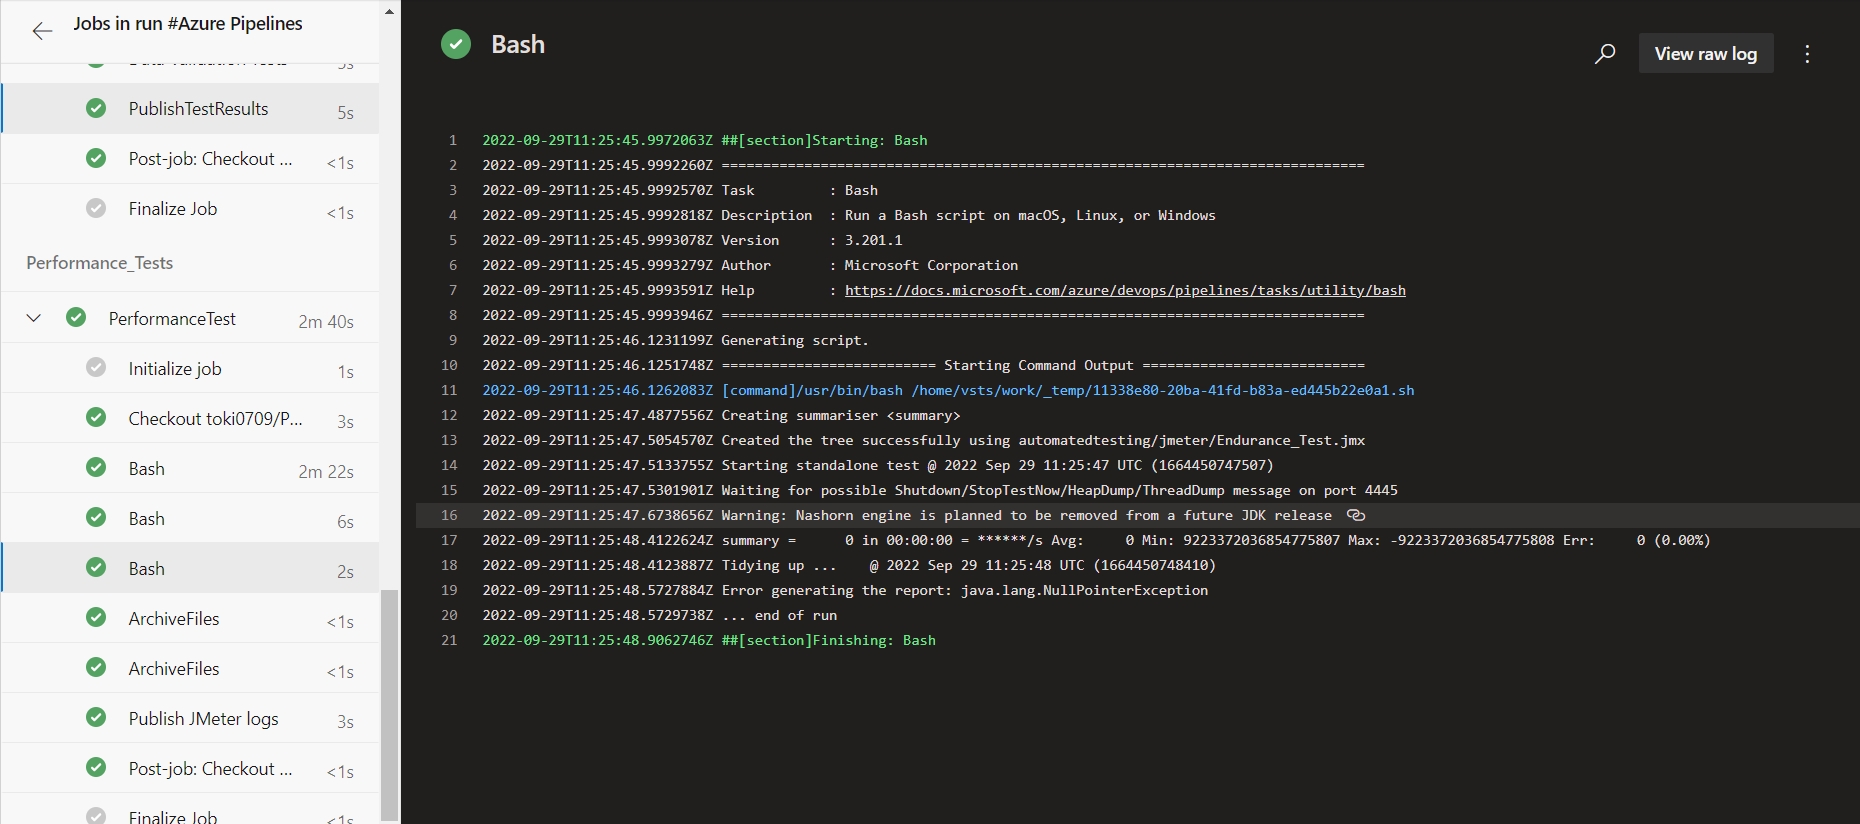 Jobs in run #Azure Pipelines
PublishTestResults 5s
Post-job: Checkout ... <1s
Finalize Job <1s
Performance_Tests
PerformanceTest 2m 40s
Initialize job 1s
Checkout toki0709/P... 3s
Bash 2m 22s
Bash 6s
Bash 2s
ArchiveFiles <1s
ArchiveFiles <1s
Publish JMeter logs 3s
Post-job: Checkout ... <1s
Finalize Job <1s
Bash
View raw log
1 2022-09-29T11:25:45.9972063Z ##[section]Starting: Bash
2 2022-09-29T11:25:45.9992260Z ==============================================================================
3 2022-09-29T11:25:45.9992570Z Task         : Bash
4 2022-09-29T11:25:45.9992818Z Description  : Run a Bash script on macOS, Linux, or Windows
5 2022-09-29T11:25:45.9993078Z Version      : 3.201.1
6 2022-09-29T11:25:45.9993279Z Author       : Microsoft Corporation
7 2022-09-29T11:25:45.9993591Z Help         : https://docs.microsoft.com/azure/devops/pipelines/tasks/utility/bash
8 2022-09-29T11:25:45.9993946Z ==============================================================================
9 2022-09-29T11:25:46.1231199Z Generating script.
10 2022-09-29T11:25:46.1251748Z ========================== Starting Command Output ===========================
11 2022-09-29T11:25:46.1262083Z [command]/usr/bin/bash /home/vsts/work/_temp/11338e80-20ba-41fd-b83a-ed445b22e0a1.sh
12 2022-09-29T11:25:47.4877556Z Creating summariser <summary>
13 2022-09-29T11:25:47.5054570Z Created the tree successfully using automatedtesting/jmeter/Endurance_Test.jmx
14 2022-09-29T11:25:47.5133755Z Starting standalone test @ 2022 Sep 29 11:25:47 UTC (1664450747507)
15 2022-09-29T11:25:47.5301901Z Waiting for possible Shutdown/StopTestNow/HeapDump/ThreadDump message on port 4445
16 2022-09-29T11:25:47.6738656Z Warning: Nashorn engine is planned to be removed from a future JDK release
17 2022-09-29T11:25:48.4122624Z summary =      0 in 00:00:00 = ******/s Avg:     0 Min: 9223372036854775807 Max: -9223372036854775808 Err:     0 (0.00%)
18 2022-09-29T11:25:48.4123887Z Tidying up ...    @ 2022 Sep 29 11:25:48 UTC (1664450748410)
19 2022-09-29T11:25:48.5727884Z Error generating the report: java.lang.NullPointerException
20 2022-09-29T11:25:48.5729738Z ... end of run
21 2022-09-29T11:25:48.9062746Z ##[section]Finishing: Bash